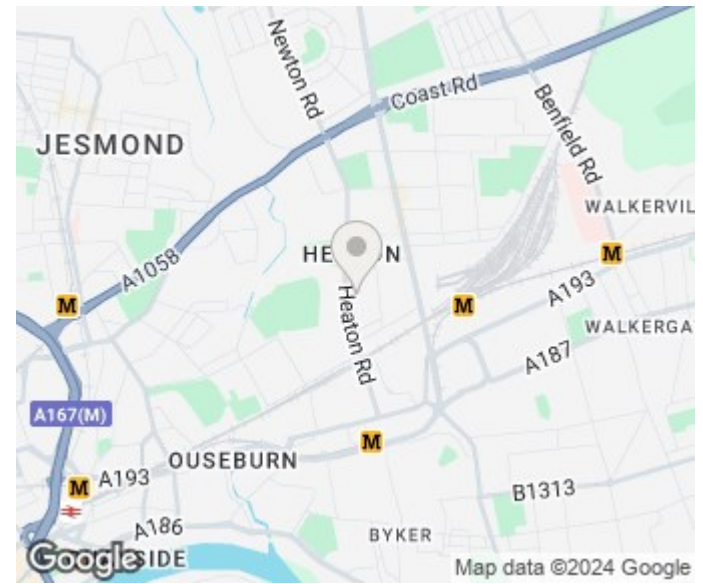 Newton Rd
Coast Rd
Benfield Rd
JESMOND
WALKERVIL
A1058
HE ON
M
M
M
A193
Heaton Rd
WALKERGA
A187
A167(M)
M
OUSEBURN
A193
M
B1313
A186
BYKER
Google
SIDE
Map data ©2024 Google